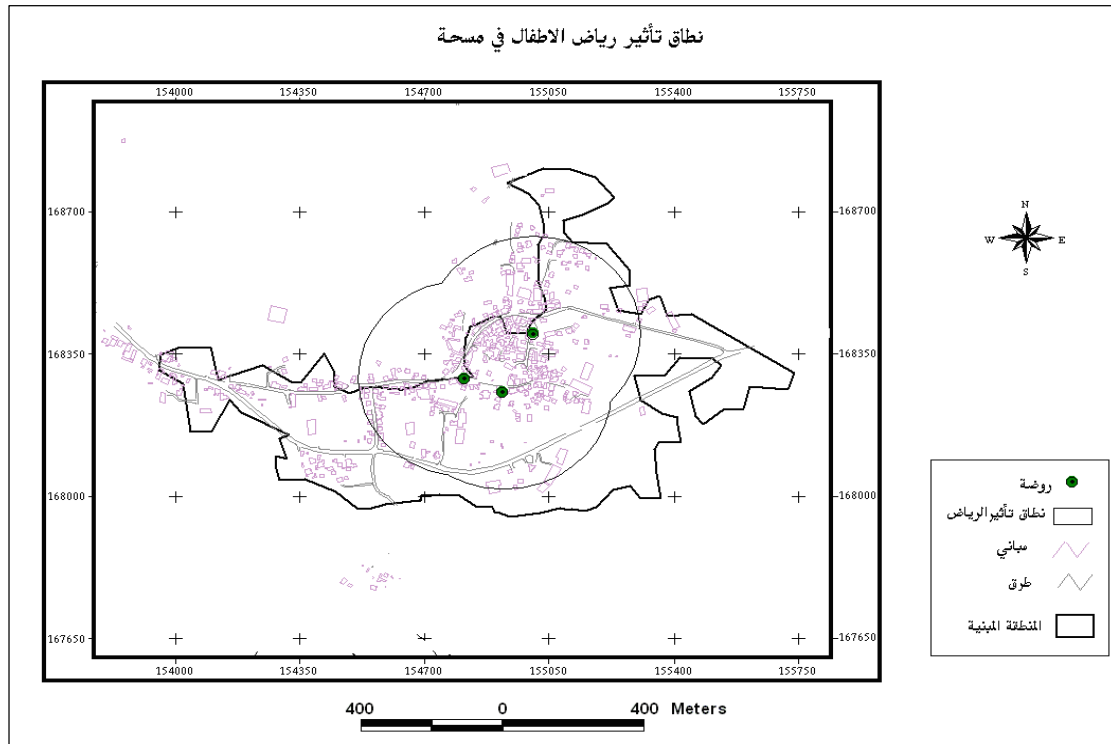 نطاق تأثير رياض الاطفال في مسحة
154000 154350 154700 155050 155400 155750
168700 168700
168350 168350
168000 168000
167650 167650
154000 154350 154700 155050 155400 155750
N
W E
S
روضة
نطاق تأثيرالرياض
مباني
طرق
المنطقة المبنية
400 0 400 Meters